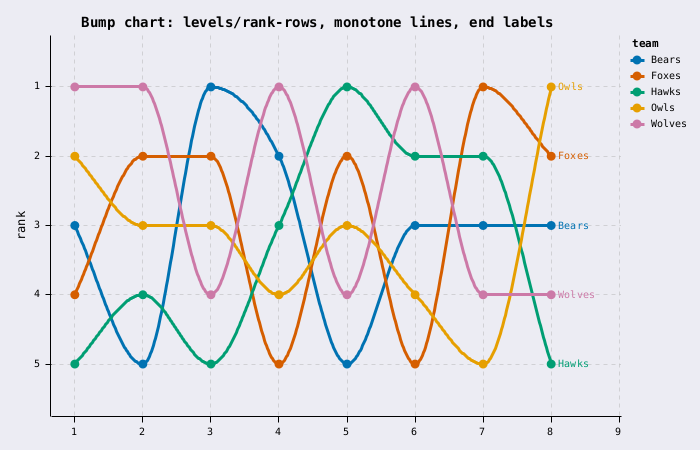 Bump chart: levels/rank-rows, monotone lines, end labels
team
Bears
Foxes
Hawks
Owls
Wolves
rank
1
2
3
4
5
Owls
Foxes
Bears
Wolves
Hawks
1 2 3 4 5 6 7 8 9